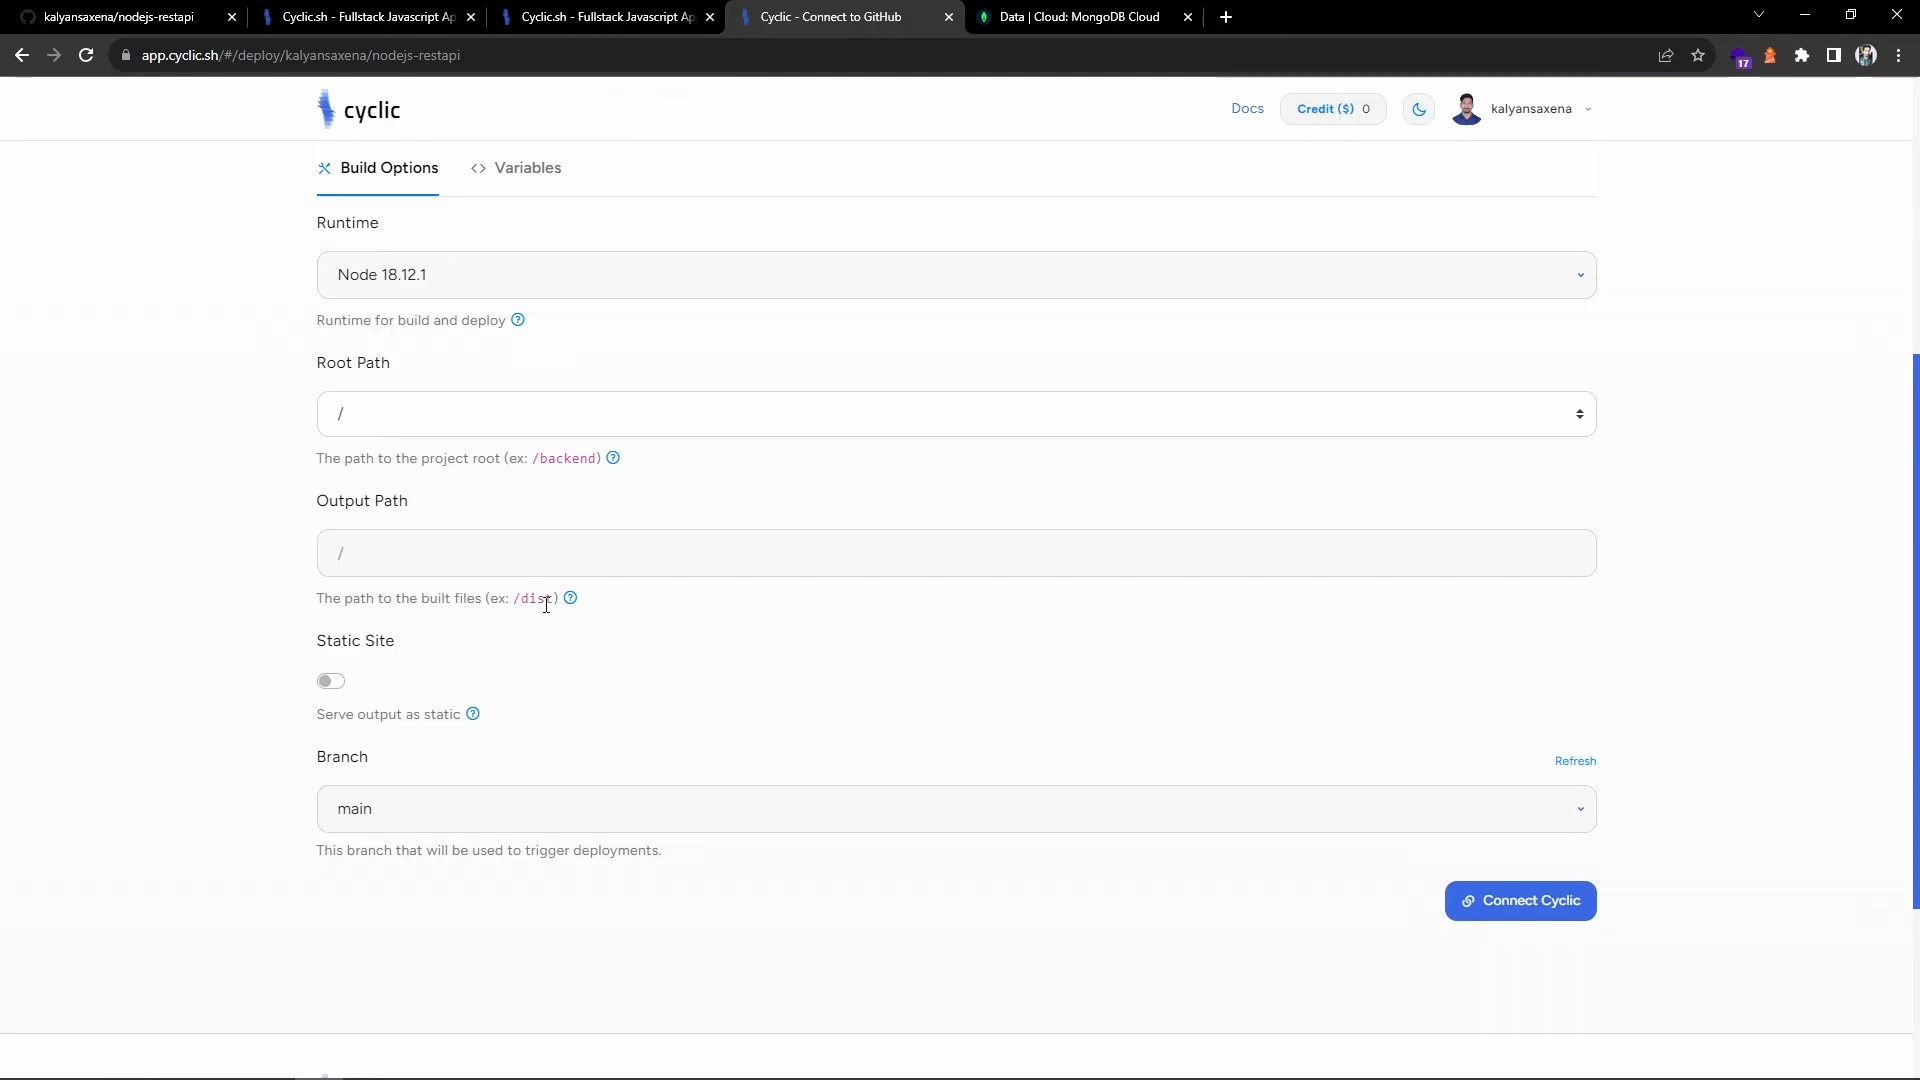 kalyansaxena/nodejs-restapi
Cyclic.sh - Fullstack Javascript Ap
Cyclic.sh - Fullstack Javascript Ap
Cyclic - Connect to GitHub
Data | Cloud: MongoDB Cloud
app.cyclic.sh/#/deploy/kalyansaxena/nodejs-restapi
17
cyclic
Docs
Credit ($) 0
kalyansaxena
Build Options
Variables
Runtime
Node 18.12.1
Runtime for build and deploy
Root Path
/
The path to the project root (ex: /backend)
Output Path
/
The path to the built files (ex: /dist)
Static Site
Serve output as static
Branch
Refresh
main
This branch that will be used to trigger deployments.
Connect Cyclic